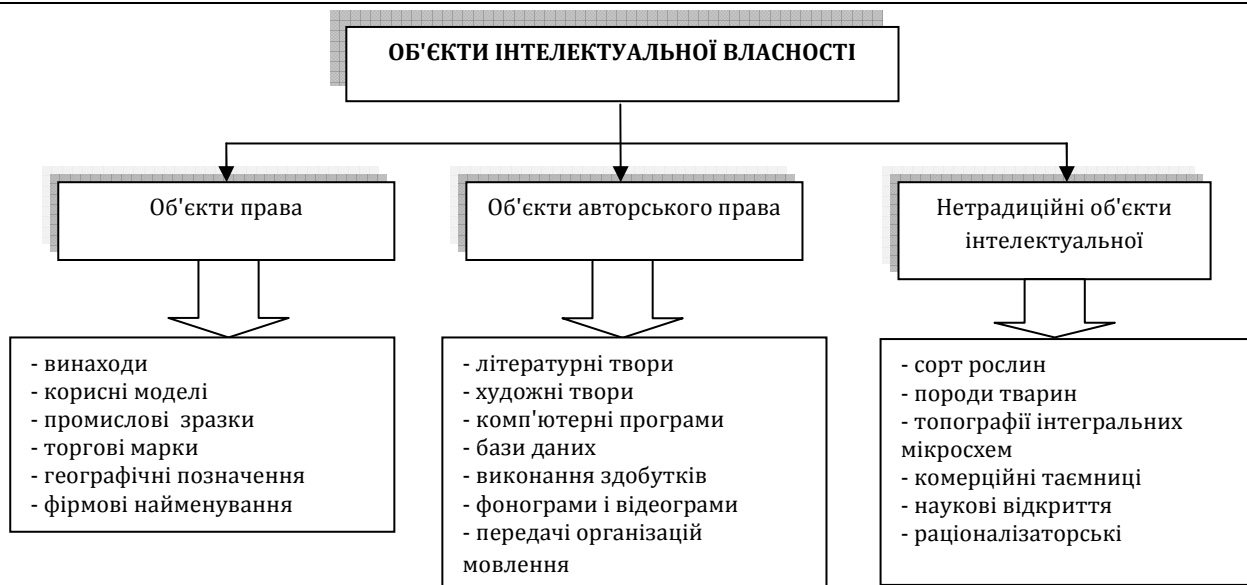 ОБ'ЄКТИ ІНТЕЛЕКТУАЛЬНОЇ ВЛАСНОСТІ
Об'єкти права
Об'єкти авторського права
Нетрадиційні об'єкти
інтелектуальної
- винаходи
- корисні моделі
- промислові зразки
- торгові марки
- географічні позначення
- фірмові найменування
- літературні твори
- художні твори
- комп'ютерні програми
- бази даних
- виконання здобутків
- фонограми і відеограми
- передачі організацій
мовлення
- сорт рослин
- породи тварин
- топографії інтегральних
мікросхем
- комерційні таємниці
- наукові відкриття
- раціоналізаторські